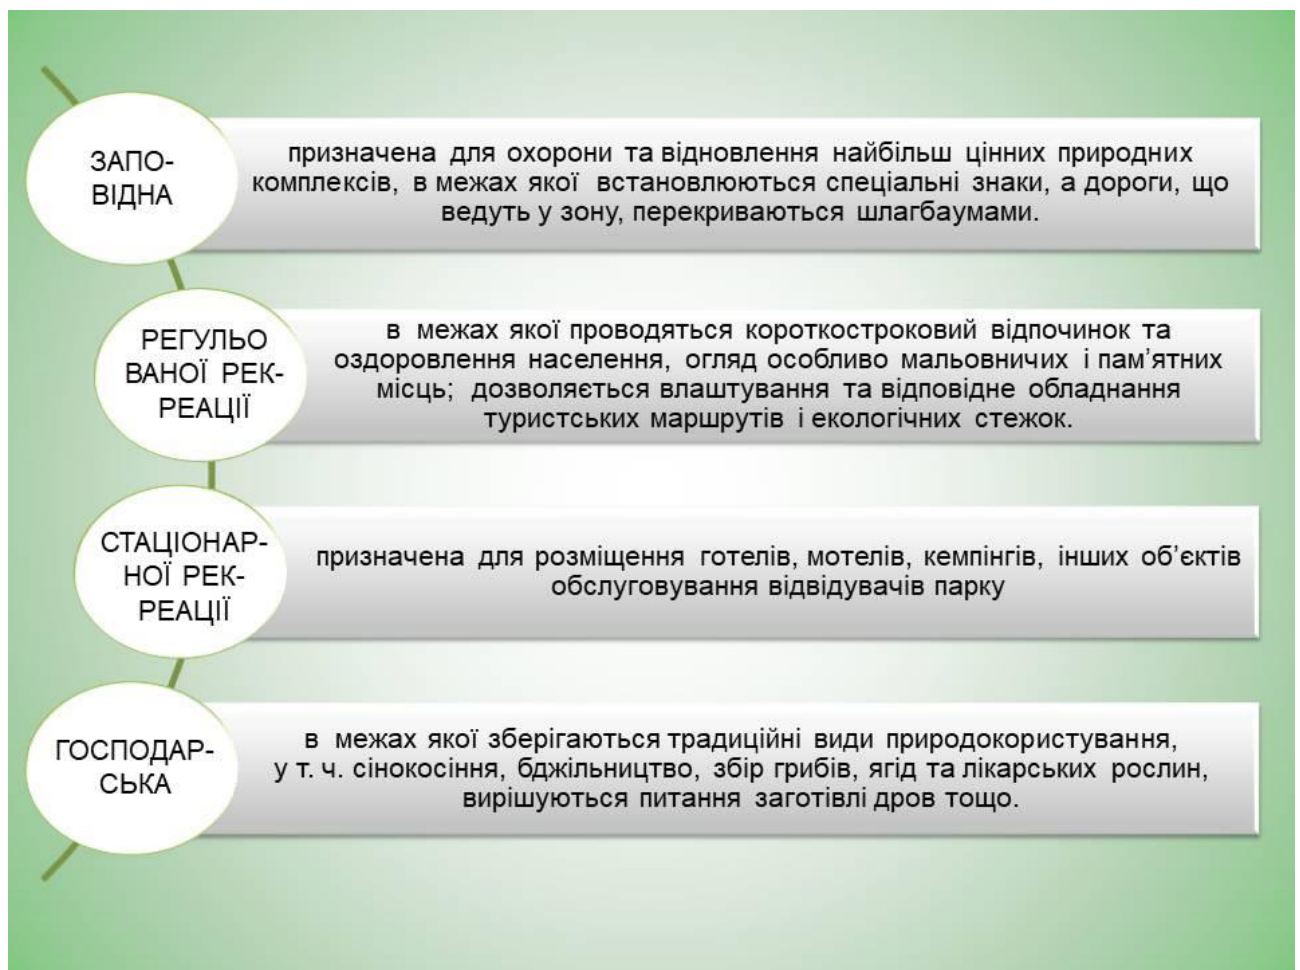 ЗАПО-
ВІДНА
призначена для охорони та відновлення найбільш цінних природних
комплексів, в межах якої встановлюються спеціальні знаки, а дороги, що
ведуть у зону, перекриваються шлагбаумами.
РЕГУЛЬО
ВАНОЇ РЕК-
РЕАЦІЇ
в межах якої проводяться короткостроковий відпочинок та
оздоровлення населення, огляд особливо мальовничих і пам’ятних
місць; дозволяється влаштування та відповідне обладнання
туристських маршрутів і екологічних стежок.
СТАЦІОНАР-
НОЇ РЕК-
РЕАЦІЇ
призначена для розміщення готелів, мотелів, кемпінгів, інших об’єктів
обслуговування відвідувачів парку
ГОСПОДАР-
СЬКА
в межах якої зберігаються традиційні види природокористування,
у т. ч. сінокосіння, бджільництво, збір грибів, ягід та лікарських рослин,
вирішуються питання заготівлі дров тощо.